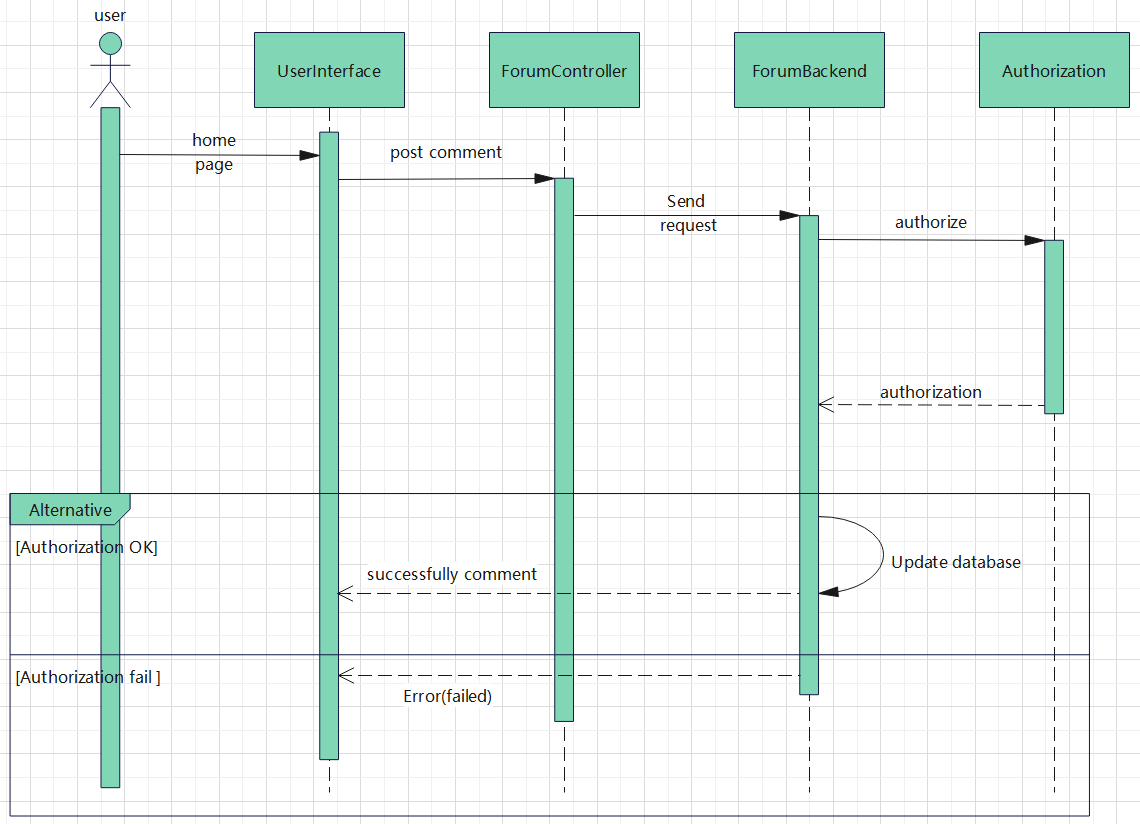 user
UserInterface
ForumController
ForumBackend
Authorization
home
page
post comment
Send
request
authorize
authorization
Alternative
[Authorization OK]
Update database
successfully comment
[Authorization fail ]
Error(failed)